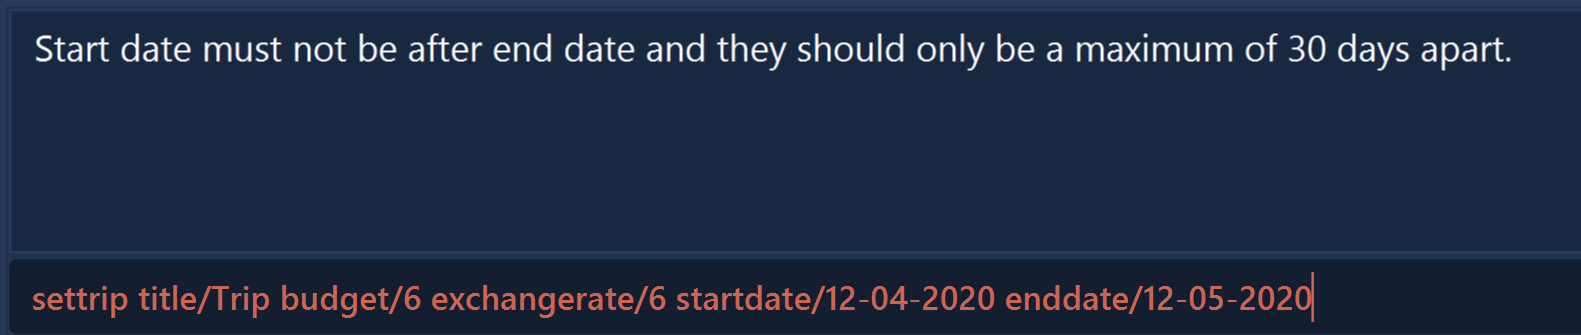 Start date must not be after end date and they should only be a maximum of 30 days apart.
settrip title/Trip budget/6 exchangerate/6 startdate/12-04-2020 enddate/12-05-2020